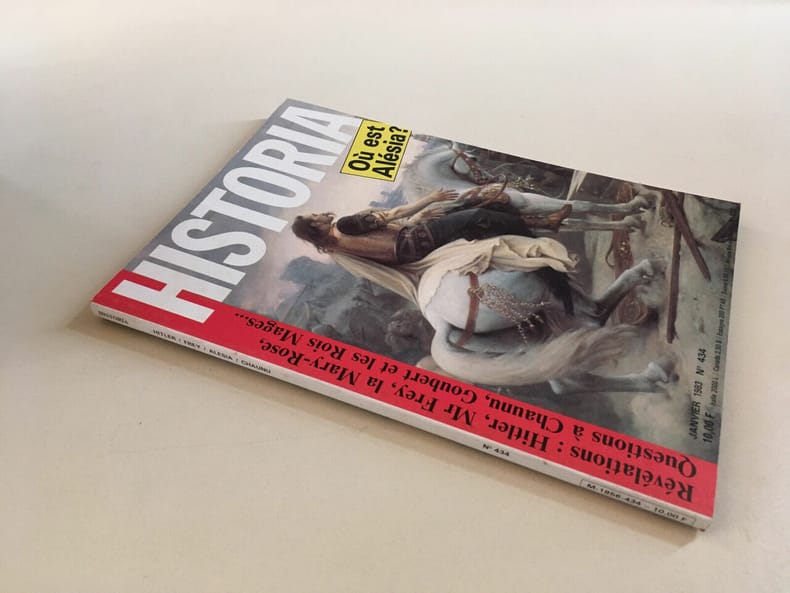 HISTORIA
Où est
Alésia?
Révélations : Hitler, Mr Frey, la Mary-Rose,
Questions à Chaunu, Goubert et les Rois Mages...
JANVIER 1983 N° 434
10,00 F
HISTORIA ...HITLER / FREY / ALESIA / CHAUNU N° 434 M. 1856-434 - 10,00 F